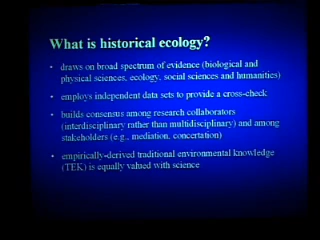 What is historical ecology?
• draws on broad spectrum of evidence (biological and
physical sciences, ecology, social sciences and humanities)
• employs independent data sets to provide a cross-check
• builds consensus among research collaborators
(interdisciplinary rather than multidisciplinary) and among
stakeholders (e.g., mediation, concertation)
• empirically-derived traditional environmental knowledge
(TEK) is equally valued with science